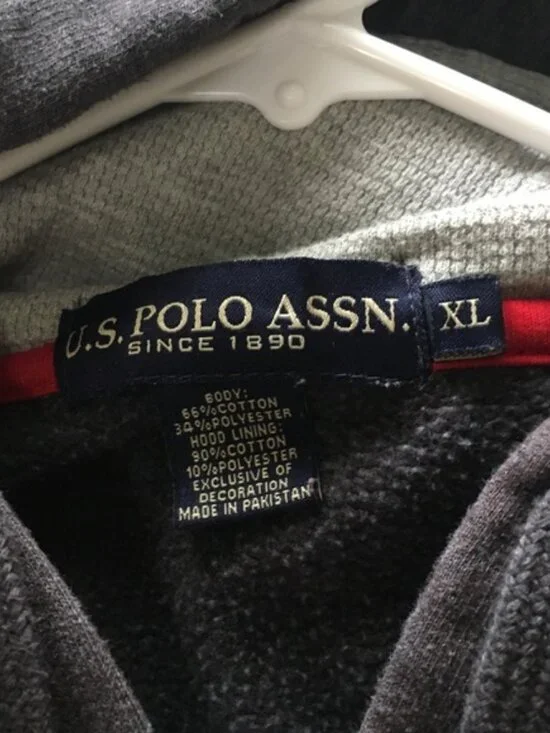 U.S. POLO ASSN.
SINCE 1890
XL
BODY:
66%COTTON
34%POLYESTER
HOOD LINING:
90%COTTON
10%POLYESTER
EXCLUSIVE OF
DECORATION
MADE IN PAKISTAN